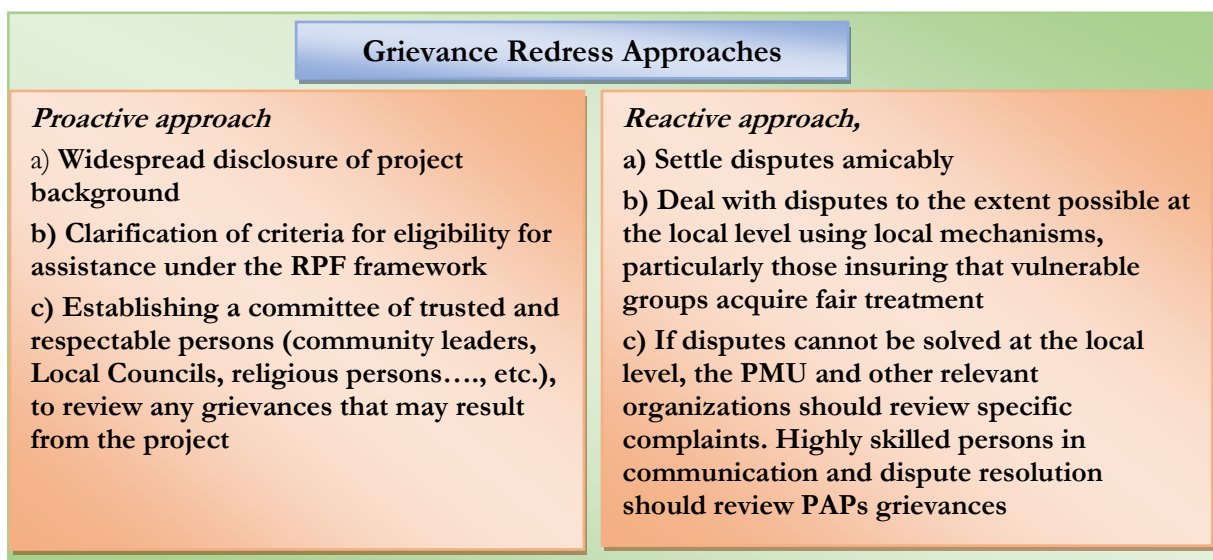 Grievance Redress Approaches
Proactive approach
a) Widespread disclosure of project
background
b) Clarification of criteria for eligibility for
assistance under the RPF framework
c) Establishing a committee of trusted and
respectable persons (community leaders,
Local Councils, religious persons…., etc.),
to review any grievances that may result
from the project
Reactive approach,
a) Settle disputes amicably
b) Deal with disputes to the extent possible at
the local level using local mechanisms,
particularly those insuring that vulnerable
groups acquire fair treatment
c) If disputes cannot be solved at the local
level, the PMU and other relevant
organizations should review specific
complaints. Highly skilled persons in
communication and dispute resolution
should review PAPs grievances